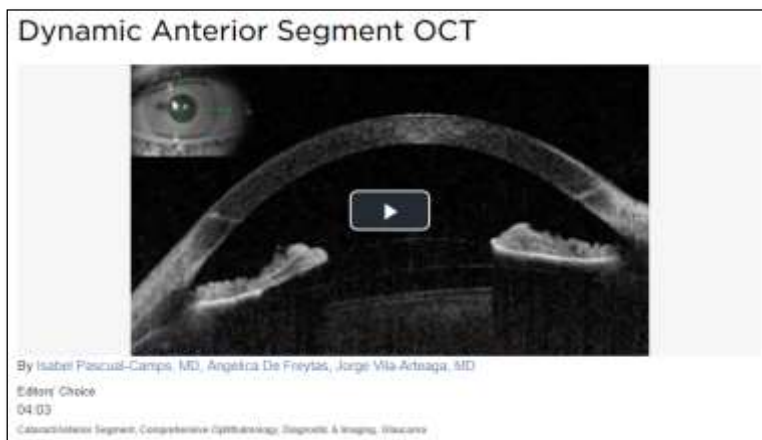 Dynamic Anterior Segment OCT
By Isabel Pascual-Camps, MD, Angelica De Freytas, Jorge Vila-Arteaga, MD
Editors' Choice
04:03
Cataract/Anterior Segment, Comprehensive Ophthalmology, Diagnostic & Imaging, Glaucoma